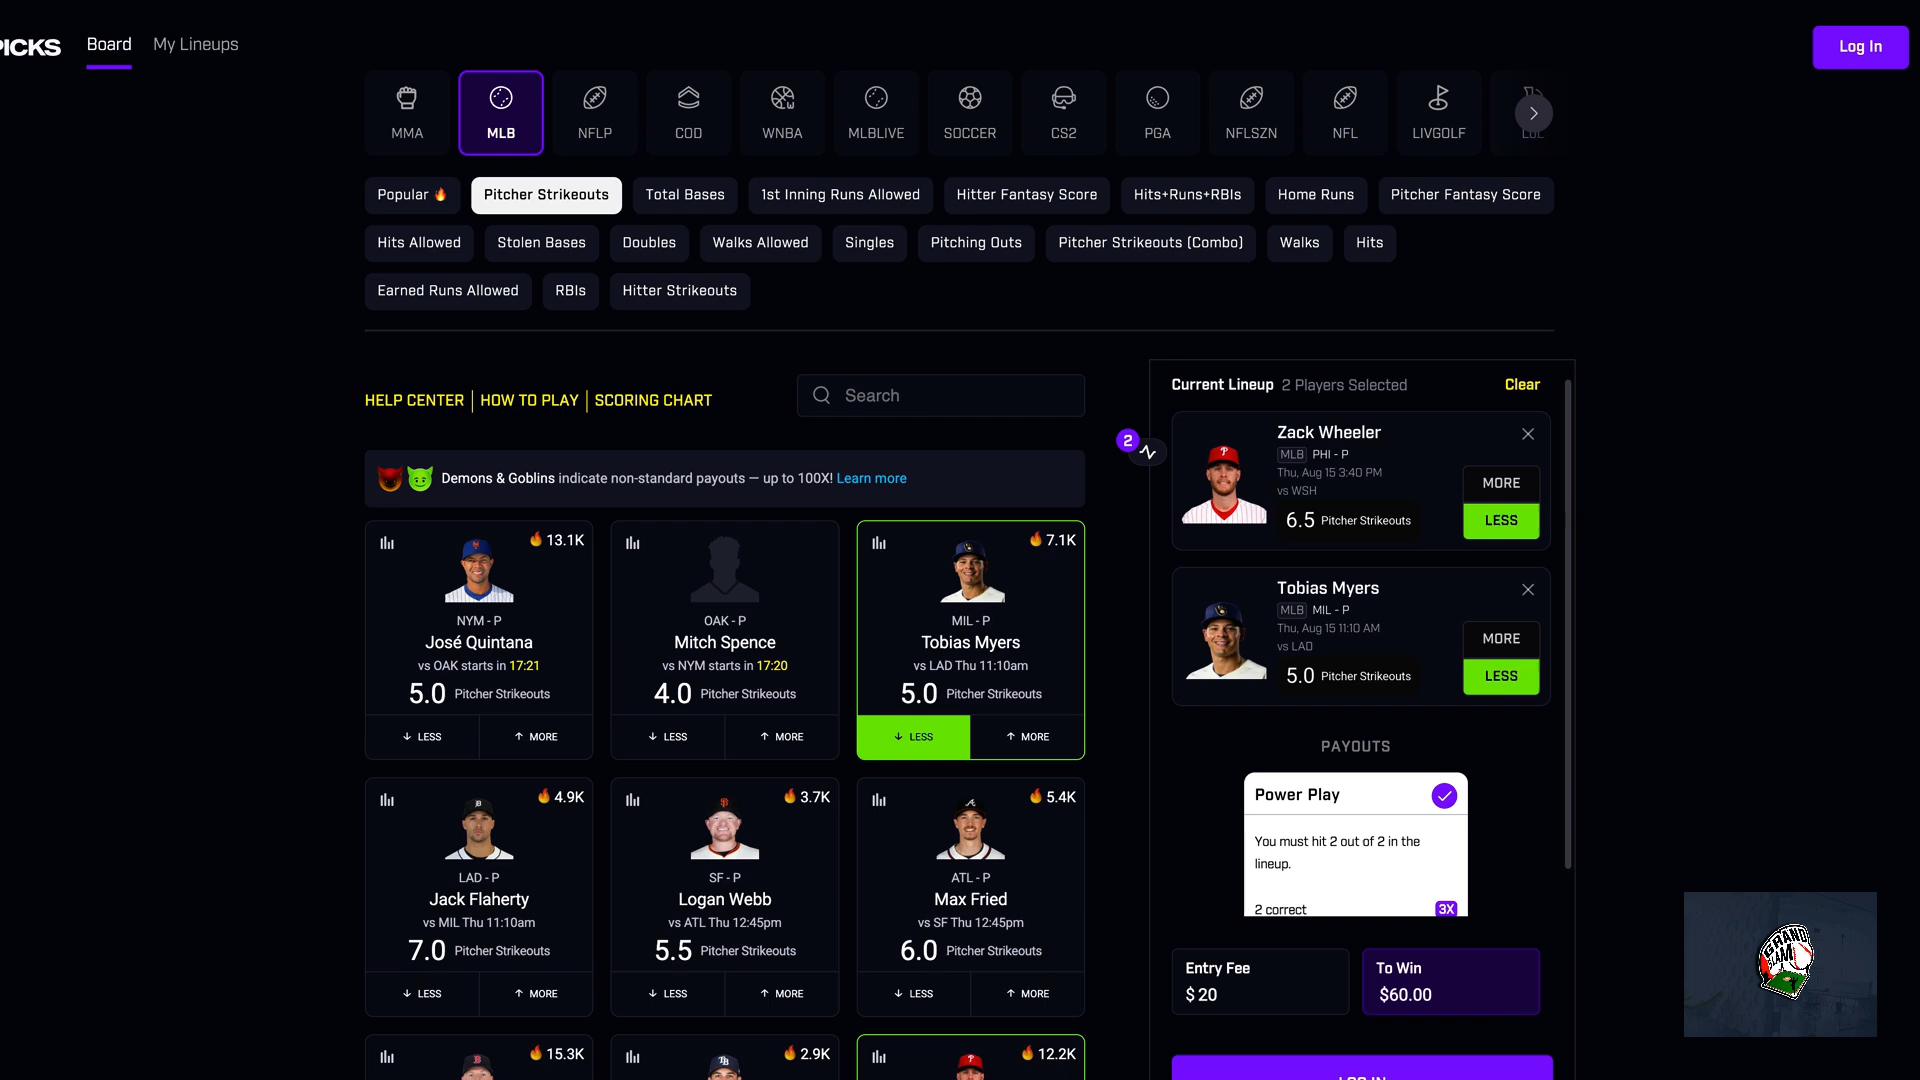 PICKS
Board
My Lineups
Log In
MMA
MLB
NFLP
COD
WNBA
MLBLIVE
SOCCER
CS2
PGA
NFLSZN
NFL
LIVGOLF
LOL
Popular
Pitcher Strikeouts
Total Bases
1st Inning Runs Allowed
Hitter Fantasy Score
Hits+Runs+RBIs
Home Runs
Pitcher Fantasy Score
Hits Allowed
Stolen Bases
Doubles
Walks Allowed
Singles
Pitching Outs
Pitcher Strikeouts (Combo)
Walks
Hits
Earned Runs Allowed
RBIs
Hitter Strikeouts
HELP CENTER
HOW TO PLAY
SCORING CHART
Search
Demons & Goblins indicate non-standard payouts — up to 100X! Learn more
13.1K
NYM - P
José Quintana
vs OAK starts in 17:21
5.0 Pitcher Strikeouts
LESS
MORE
OAK - P
Mitch Spence
vs NYM starts in 17:20
4.0 Pitcher Strikeouts
LESS
MORE
7.1K
MIL - P
Tobias Myers
vs LAD Thu 11:10am
5.0 Pitcher Strikeouts
LESS
MORE
4.9K
LAD - P
Jack Flaherty
vs MIL Thu 11:10am
7.0 Pitcher Strikeouts
LESS
MORE
3.7K
SF - P
Logan Webb
vs ATL Thu 12:45pm
5.5 Pitcher Strikeouts
LESS
MORE
5.4K
ATL - P
Max Fried
vs SF Thu 12:45pm
6.0 Pitcher Strikeouts
LESS
MORE
15.3K
2.9K
12.2K
Current Lineup 2 Players Selected
Clear
2
Zack Wheeler
MLB PHI - P
Thu, Aug 15 3:40 PM
vs WSH
6.5 Pitcher Strikeouts
MORE
LESS
Tobias Myers
MLB MIL - P
Thu, Aug 15 11:10 AM
vs LAD
5.0 Pitcher Strikeouts
MORE
LESS
PAYOUTS
Power Play
You must hit 2 out of 2 in the
lineup.
2 correct
3X
Entry Fee
$ 20
To Win
$60.00
LOG IN
GRAND
SLAM